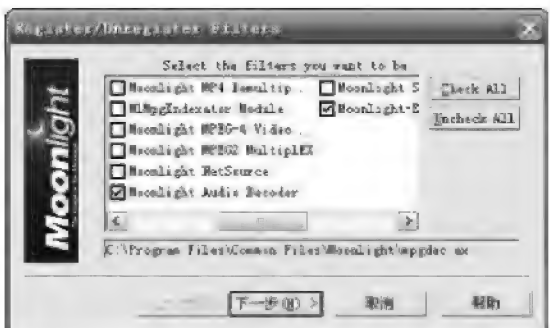 Register/Unregister Filters
Select the filters you want to be
Moonlight MP4 Demultip..
MLMpgIndexator Module
Moonlight MPEG-4 Video..
Moonlight MPEG2 MultiplEX
Moonlight NetSource
Moonlight Audio Decoder
Moonlight S
Moonlight-E
Check All
Uncheck All
Moonlight
C:\Program Files\Common Files\Moonlight\mpgdec ax
下一步(N) >
取消
帮助